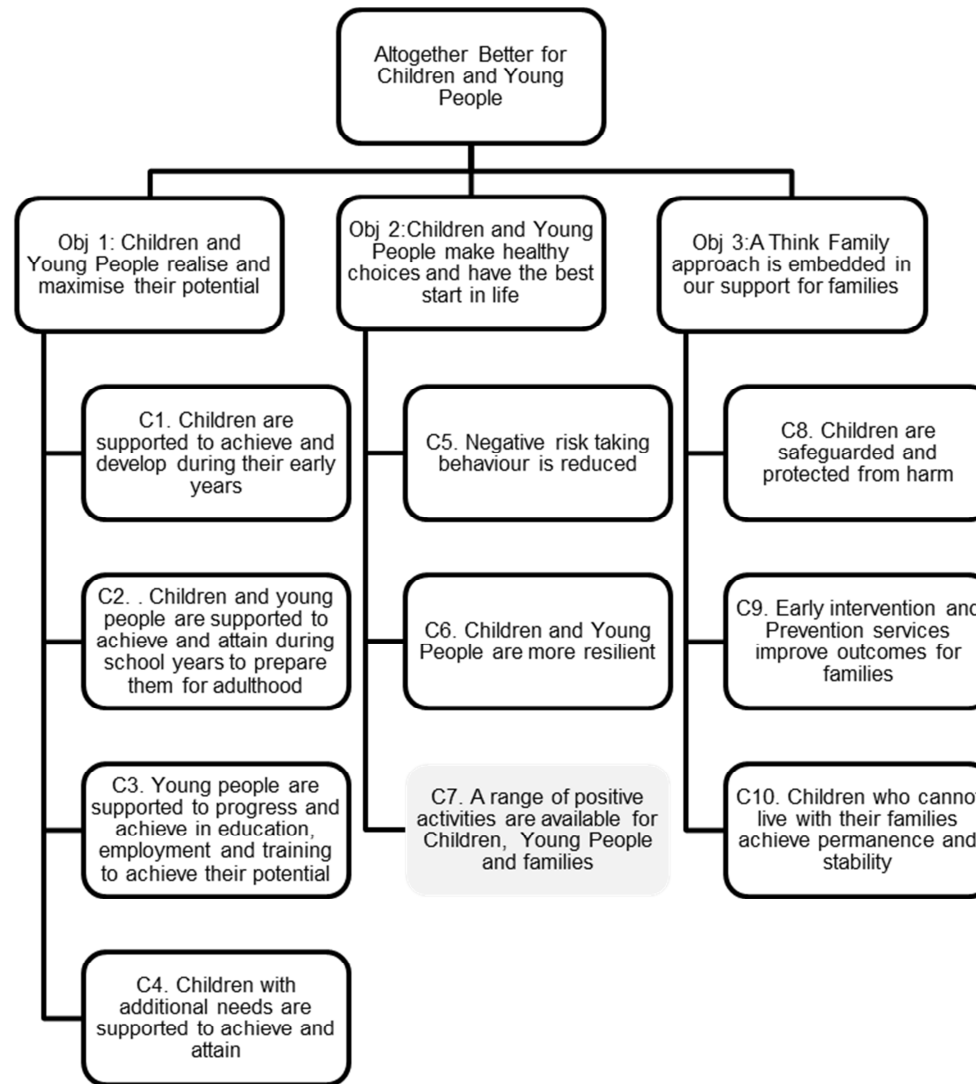 Altogether Better for
Children and Young
People
Obj 1: Children and
Young People realise and
maximise their potential
C1. Children are
supported to achieve and
develop during their early
years
C2. . Children and young
people are supported to
achieve and attain during
school years to prepare
them for adulthood
C3. Young people are
supported to progress and
achieve in education,
employment and training
to achieve their potential
C4. Children with
additional needs are
supported to achieve and
attain
Obj 2:Children and Young
People make healthy
choices and have the best
start in life
C5. Negative risk taking
behaviour is reduced
C6. Children and Young
People are more resilient
C7. A range of positive
activities are available for
Children, Young People
and families
Obj 3:A Think Family
approach is embedded in
our support for families
C8. Children are
safeguarded and
protected from harm
C9. Early intervention and
Prevention services
improve outcomes for
families
C10. Children who cannot
live with their families
achieve permanence and
stability